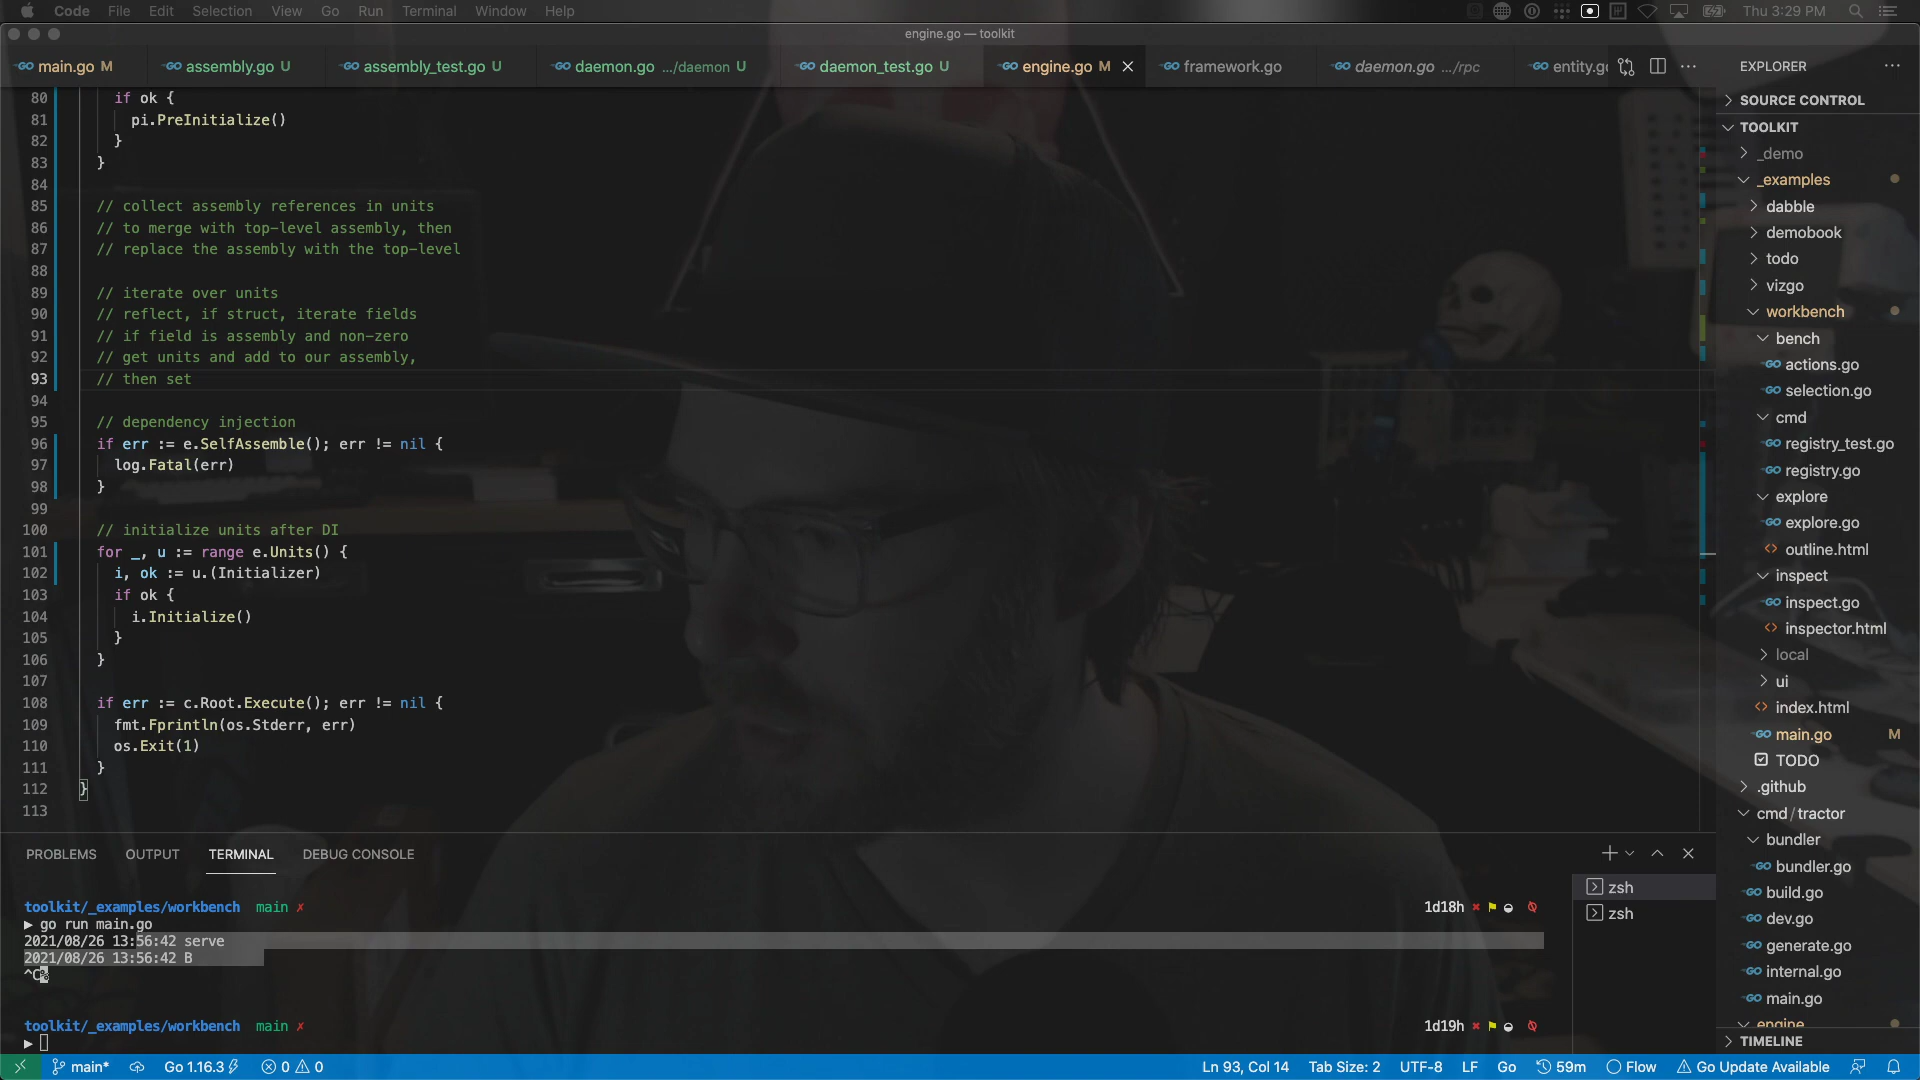 Code File Edit Selection View Go Run Terminal Window Help Thu 3:29 PM
engine.go — toolkit
main.go M assembly.go U assembly_test.go U daemon.go .../daemon U daemon_test.go U engine.go M framework.go daemon.go .../rpc entity.g
80 if ok {
81 pi.PreInitialize()
82 }
83 }
84
85 // collect assembly references in units
86 // to merge with top-level assembly, then
87 // replace the assembly with the top-level
88
89 // iterate over units
90 // reflect, if struct, iterate fields
91 // if field is assembly and non-zero
92 // get units and add to our assembly,
93 // then set
94
95 // dependency injection
96 if err := e.SelfAssemble(); err != nil {
97 log.Fatal(err)
98 }
99
100 // initialize units after DI
101 for _, u := range e.Units() {
102 i, ok := u.(Initializer)
103 if ok {
104 i.Initialize()
105 }
106 }
107
108 if err := c.Root.Execute(); err != nil {
109 fmt.Fprintln(os.Stderr, err)
110 os.Exit(1)
111 }
112 }
113
EXPLORER
SOURCE CONTROL
TOOLKIT
_demo
_examples
dabble
demobook
todo
vizgo
workbench
bench
actions.go
selection.go
cmd
registry_test.go
registry.go
explore
explore.go
outline.html
inspect
inspect.go
inspector.html
local
ui
index.html
main.go M
TODO
.github
cmd/tractor
bundler
bundler.go
build.go
dev.go
generate.go
internal.go
main.go
engine
TIMELINE
PROBLEMS OUTPUT TERMINAL DEBUG CONSOLE
toolkit/_examples/workbench main ✗ 1d18h
▶ go run main.go
2021/08/26 13:56:42 serve
2021/08/26 13:56:42 B
^C
toolkit/_examples/workbench main ✗ 1d19h
▶
zsh
zsh
main* Go 1.16.3 0 0 Ln 93, Col 14 Tab Size: 2 UTF-8 LF Go 59m Flow Go Update Available